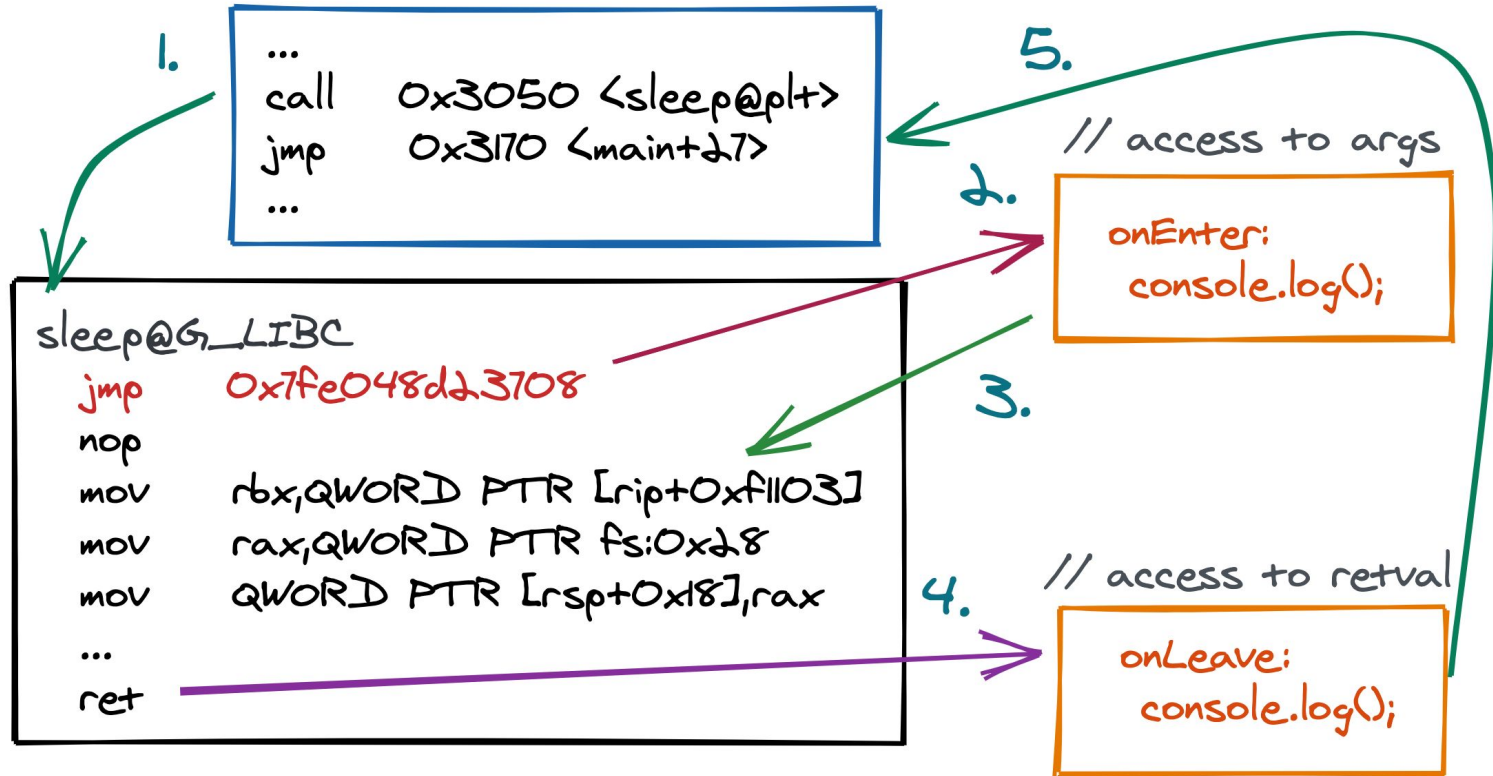 1.
...
call 0x3050 <sleep@plt>
jmp 0x3170 <main+27>
...
5.
// access to args
2.
onEnter:
console.log();
sleep@G_LIBC
jmp 0x7fe048d23708
nop
mov rbx,QWORD PTR [rip+0xf1103]
mov rax,QWORD PTR fs:0x28
mov QWORD PTR [rsp+0x18],rax
...
ret
3.
4.
// access to retval
onLeave:
console.log();